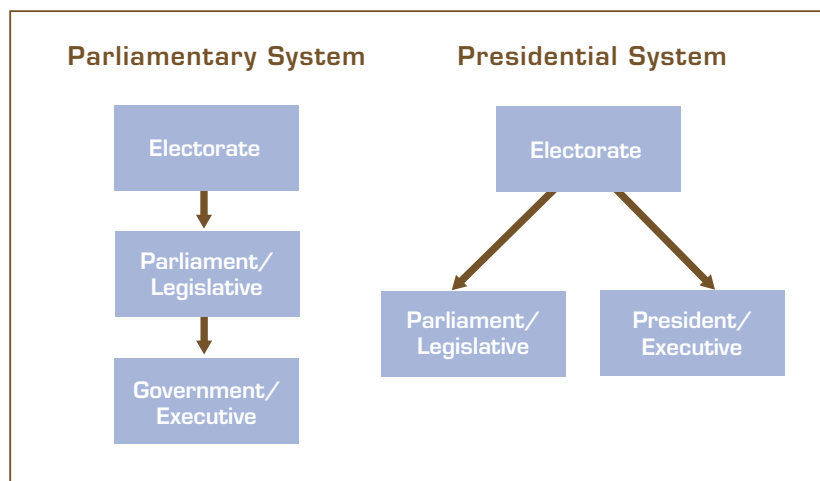 Parliamentary System
Electorate
Parliament/
Legislative
Government/
Executive
Presidential System
Electorate
Parliament/
Legislative
President/
Executive